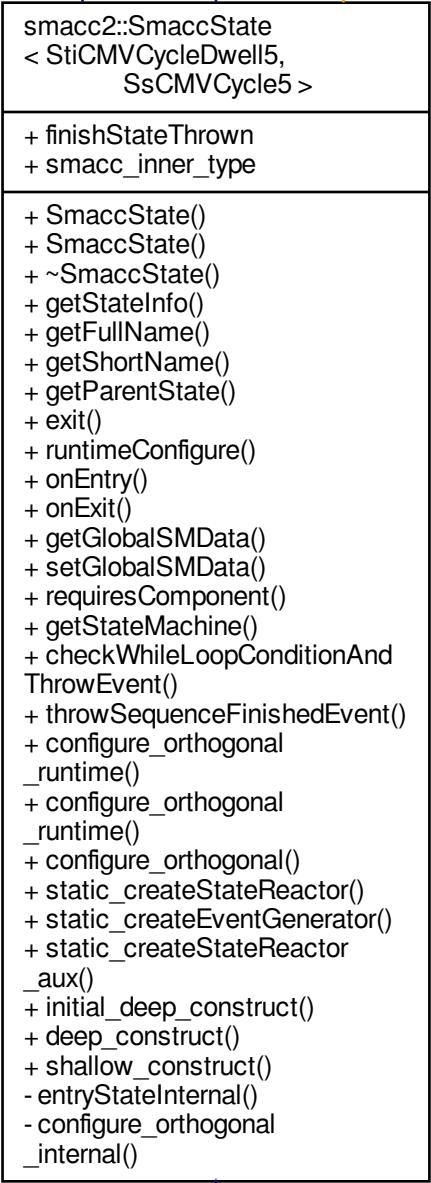 smacc2::SmaccState
< StiCMVCycleDwell5,
SsCMVCycle5 >
+ finishStateThrown
+ smacc_inner_type
+ SmaccState()
+ SmaccState()
+ ~SmaccState()
+ getStateInfo()
+ getFullName()
+ getShortName()
+ getParentState()
+ exit()
+ runtimeConfigure()
+ onEntry()
+ onExit()
+ getGlobalSMData()
+ setGlobalSMData()
+ requiresComponent()
+ getStateMachine()
+ checkWhileLoopConditionAnd
ThrowEvent()
+ throwSequenceFinishedEvent()
+ configure_orthogonal
_runtime()
+ configure_orthogonal
_runtime()
+ configure_orthogonal()
+ static_createStateReactor()
+ static_createEventGenerator()
+ static_createStateReactor
_aux()
+ initial_deep_construct()
+ deep_construct()
+ shallow_construct()
- entryStateInternal()
- configure_orthogonal
_internal()